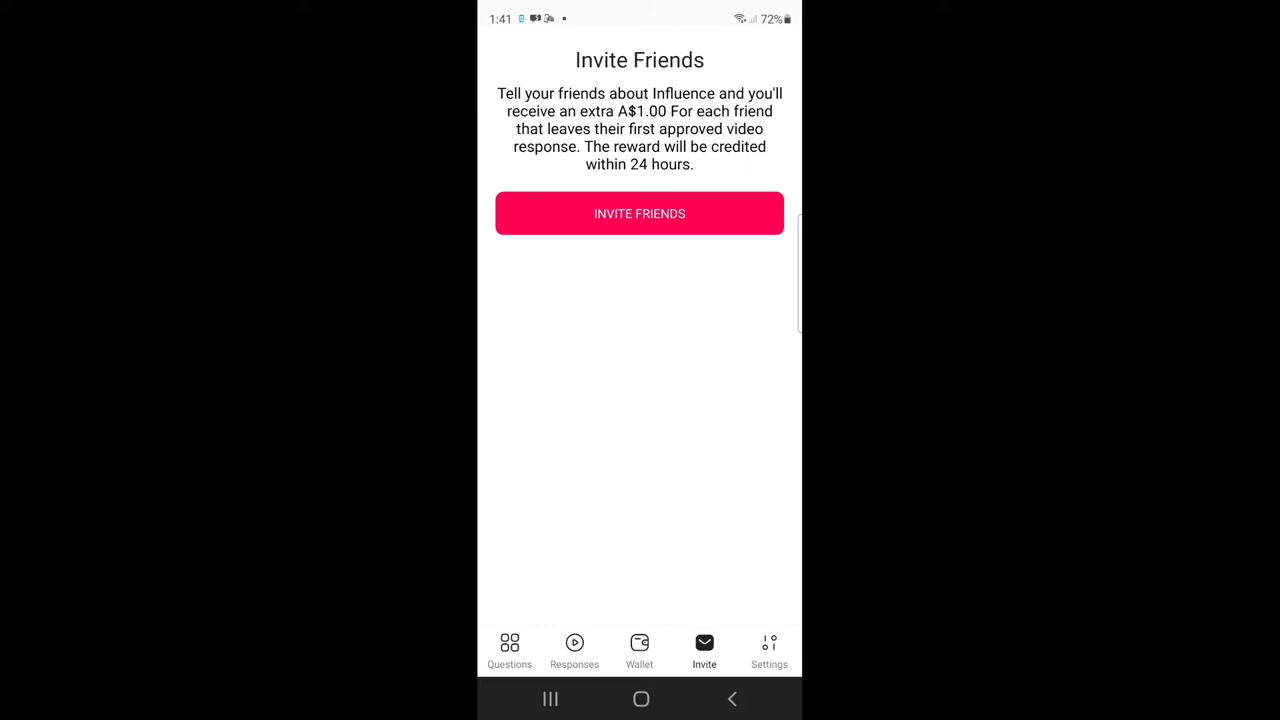 1:41
72%
Invite Friends
Tell your friends about Influence and you'll
receive an extra A$1.00 For each friend
that leaves their first approved video
response. The reward will be credited
within 24 hours.
INVITE FRIENDS
Questions
Responses
Wallet
Invite
Settings